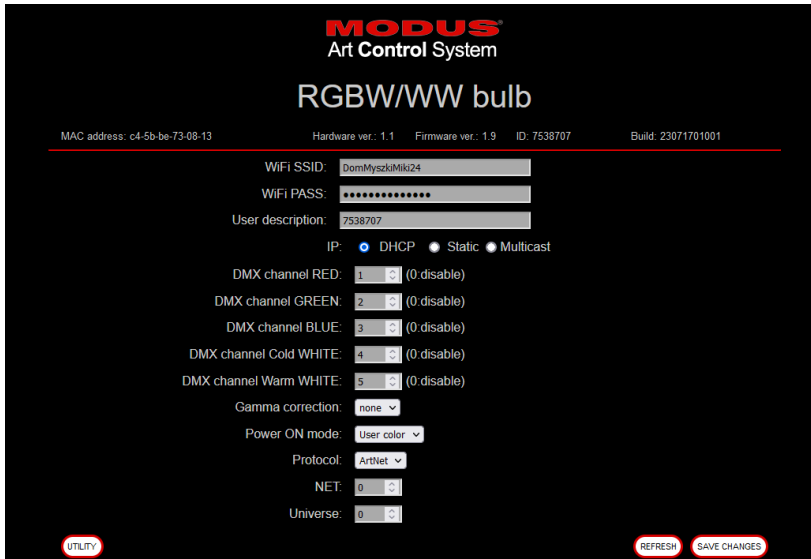 MODUS
Art Control System
RGBW/WW bulb
MAC address: c4-5b-be-73-08-13 Hardware ver.: 1.1 Firmware ver.: 1.9 ID: 7538707 Build: 23071701001
WiFi SSID: DomMyszkiMiki24
WiFi PASS: ••••••••••••••
User description: 7538707
IP: DHCP Static Multicast
DMX channel RED: 1 (0:disable)
DMX channel GREEN: 2 (0:disable)
DMX channel BLUE: 3 (0:disable)
DMX channel Cold WHITE: 4 (0:disable)
DMX channel Warm WHITE: 5 (0:disable)
Gamma correction: none
Power ON mode: User color
Protocol: ArtNet
NET: 0
Universe: 0
UTILITY REFRESH SAVE CHANGES